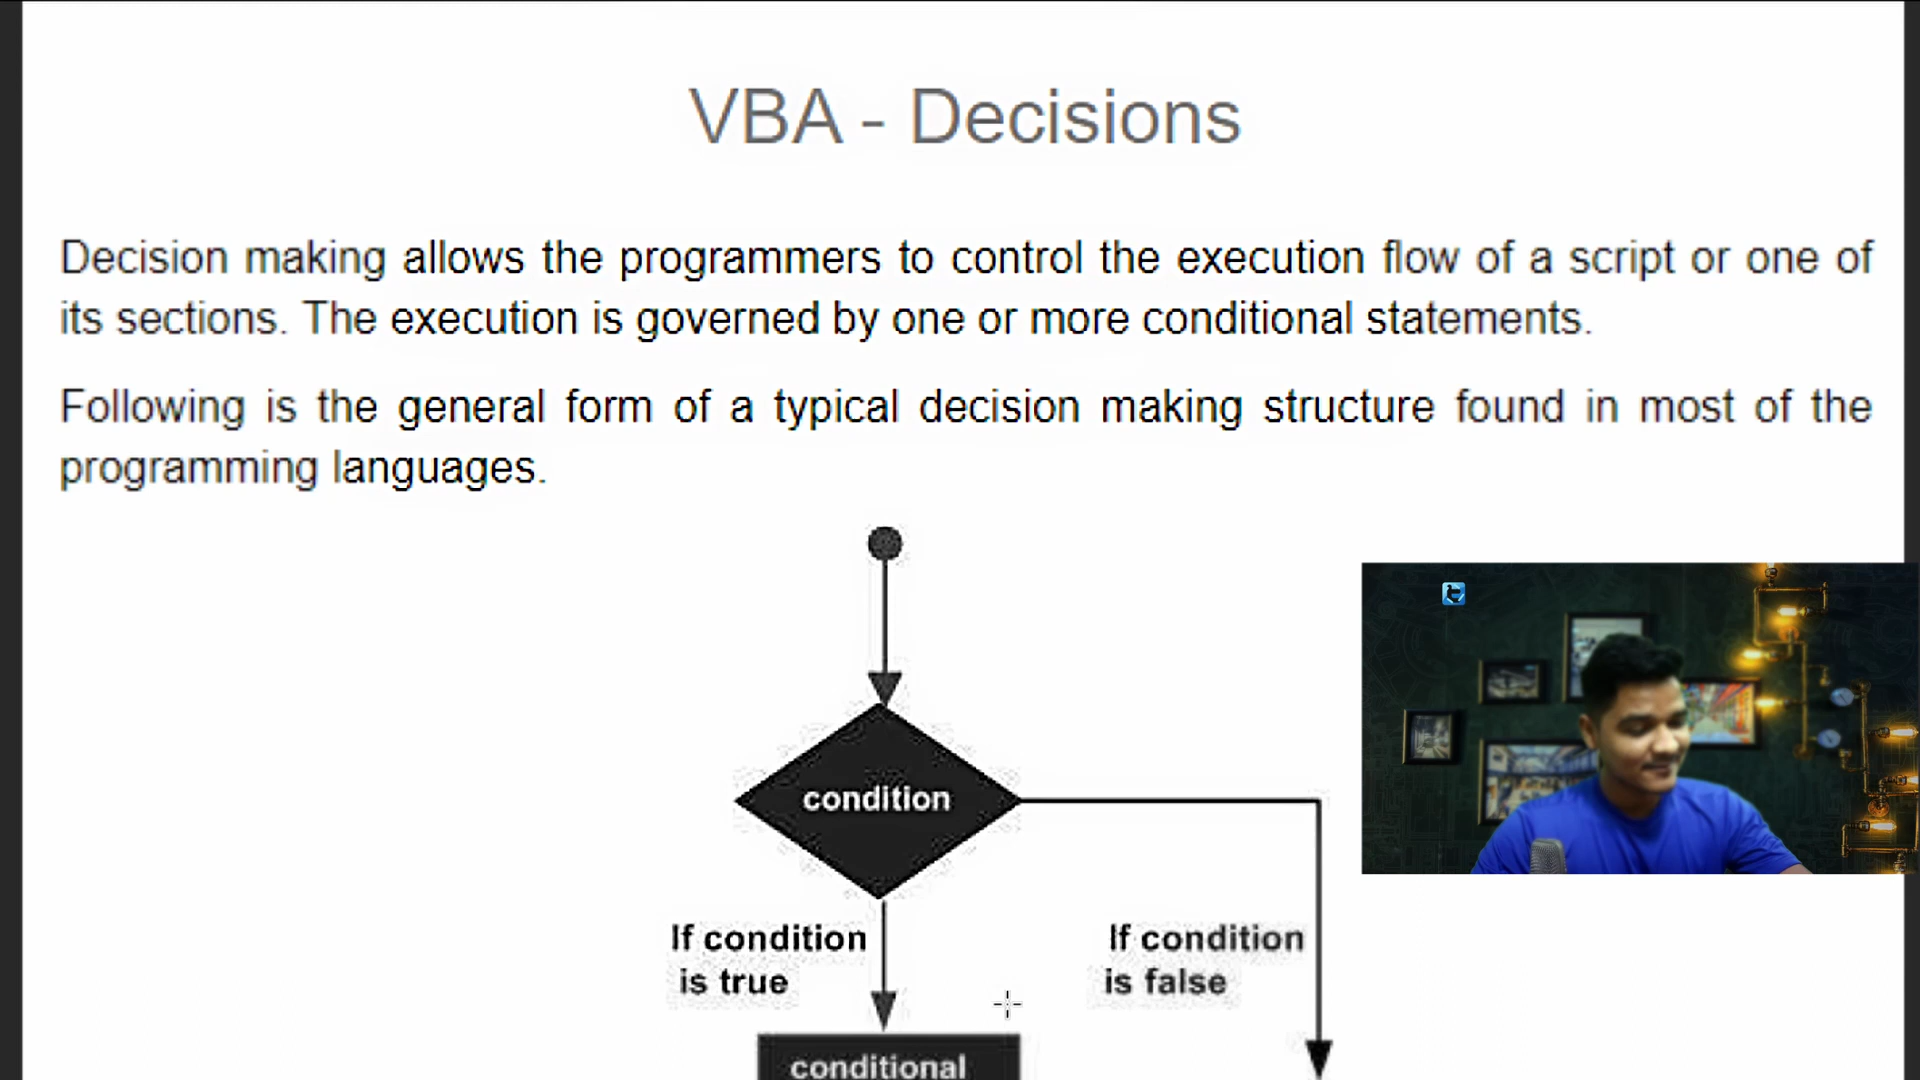 VBA - Decisions
Decision making allows the programmers to control the execution flow of a script or one of
its sections. The execution is governed by one or more conditional statements.
Following is the general form of a typical decision making structure found in most of the
programming languages.
condition
If condition
is true
If condition
is false
conditional